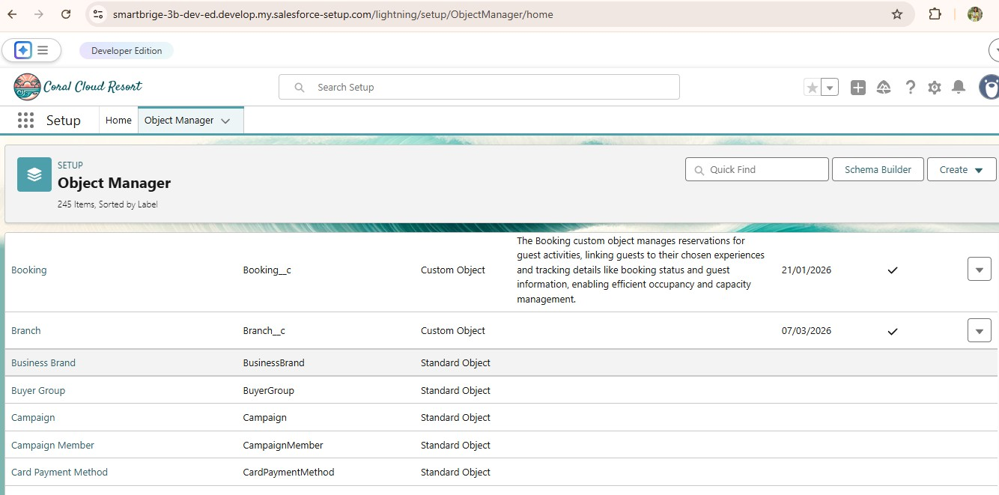 smartbrige-3b-dev-ed.develop.my.salesforce-setup.com/lightning/setup/ObjectManager/home
Developer Edition
Coral Cloud Resort
Search Setup
Setup
Home
Object Manager
SETUP
Object Manager
245 Items, Sorted by Label
Quick Find
Schema Builder
Create
Booking Booking__c Custom Object The Booking custom object manages reservations for
guest activities, linking guests to their chosen experiences
and tracking details like booking status and guest
information, enabling efficient occupancy and capacity
management. 21/01/2026
Branch Branch__c Custom Object 07/03/2026
Business Brand BusinessBrand Standard Object
Buyer Group BuyerGroup Standard Object
Campaign Campaign Standard Object
Campaign Member CampaignMember Standard Object
Card Payment Method CardPaymentMethod Standard Object